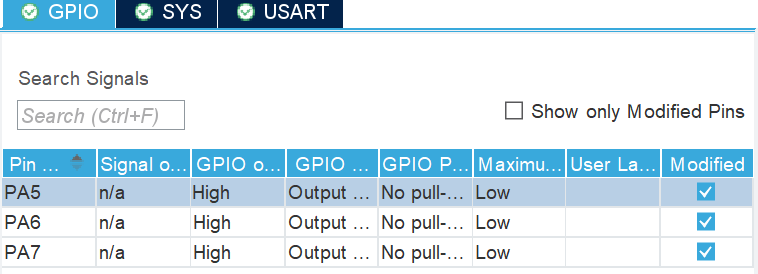 GPIO SYS USART
Search Signals
Search (Ctrl+F)
Show only Modified Pins
Pin ... Signal o... GPIO o... GPIO ... GPIO P... Maximu... User La... Modified
PA5 n/a High Output ... No pull-... Low
PA6 n/a High Output ... No pull-... Low
PA7 n/a High Output ... No pull-... Low